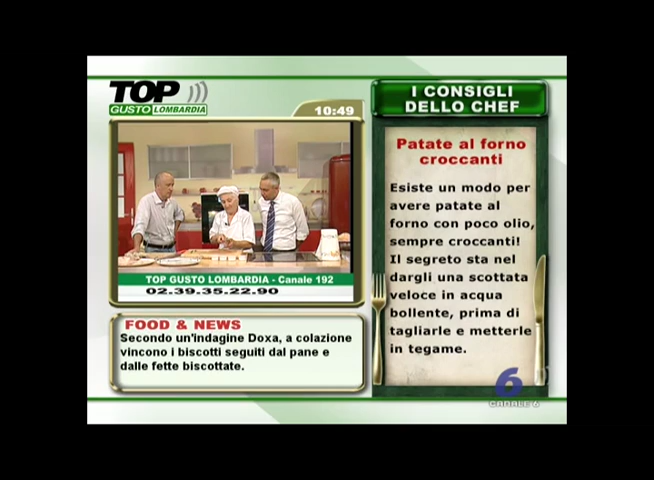 TOP
GUSTO LOMBARDIA
10:49
TOP GUSTO LOMBARDIA - Canale 192
02.39.35.22.90
FOOD & NEWS
Secondo un'indagine Doxa, a colazione
vincono i biscotti seguiti dal pane e
dalle fette biscottate.
I CONSIGLI
DELLO CHEF
Patate al forno
croccanti
Esiste un modo per
avere patate al
forno con poco olio,
sempre croccanti!
Il segreto sta nel
dargli una scottata
veloce in acqua
bollente, prima di
tagliarle e metterle
in tegame.
6
CANALE 6